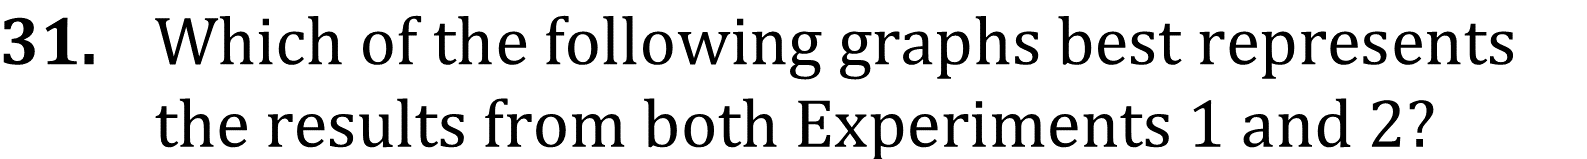 31. Which of the following graphs best represents
the results from both Experiments 1 and 2?